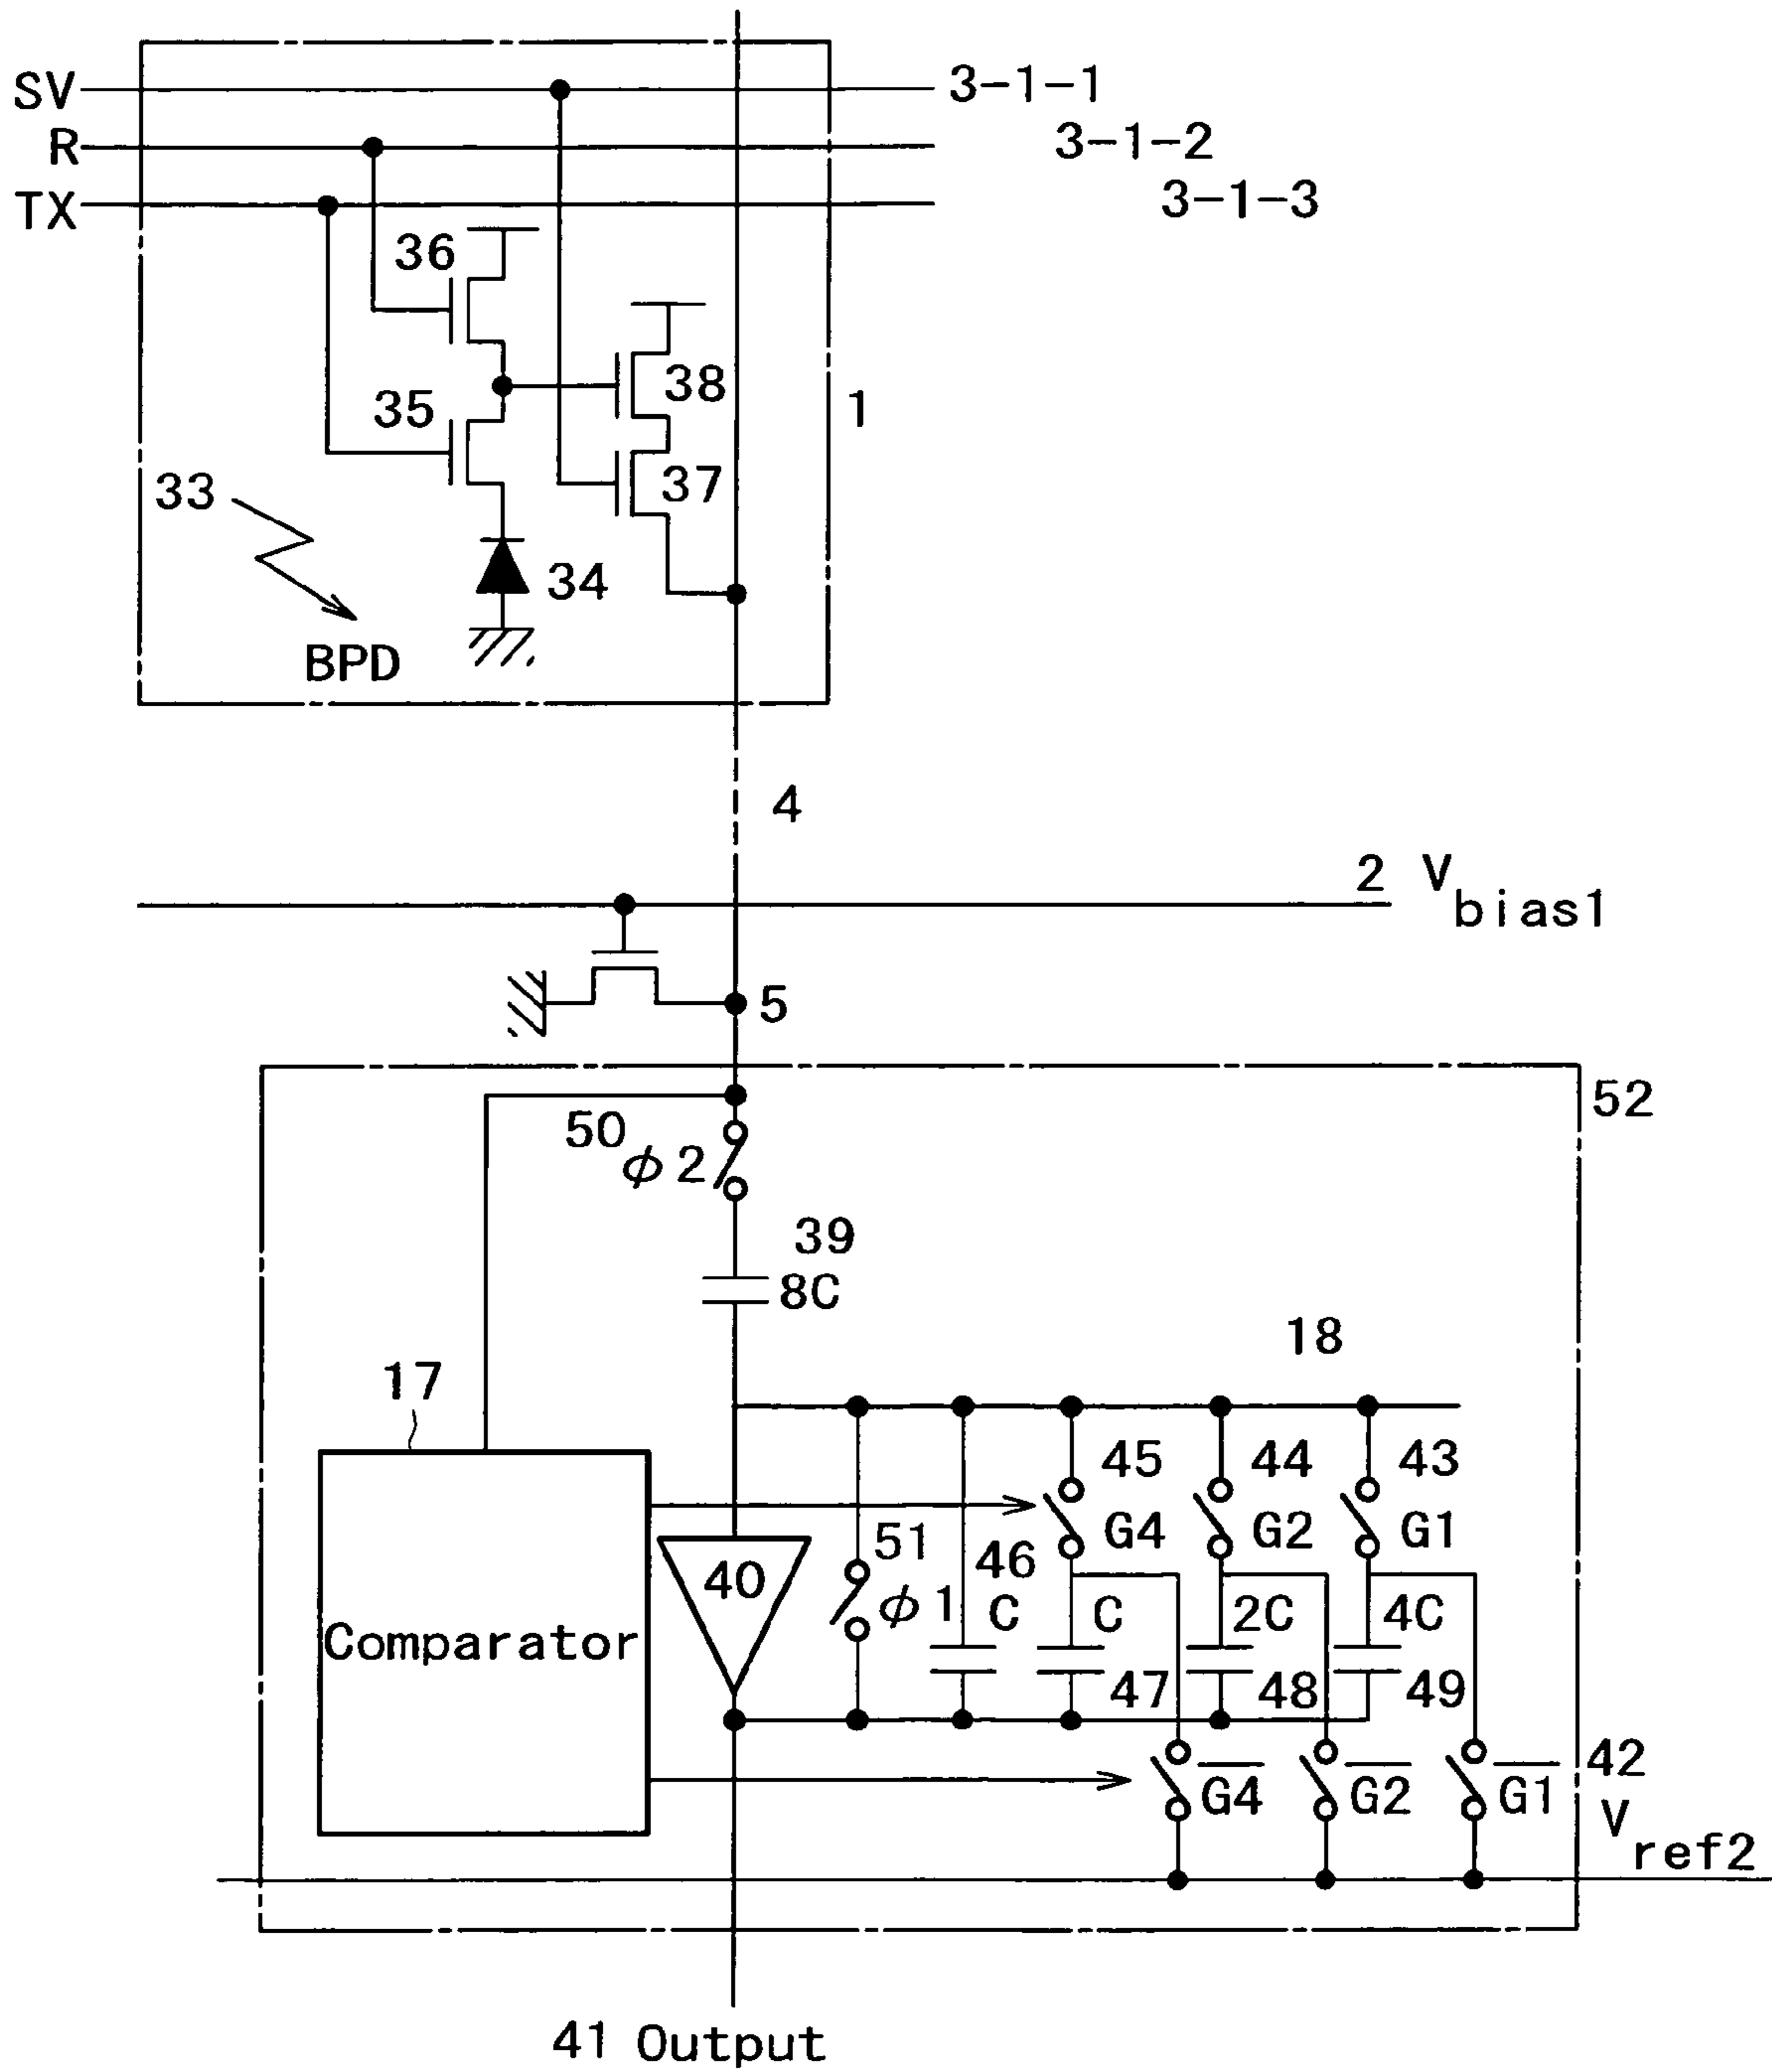 SV
3-1-1
R
3-1-2
TX
3-1-3
36
38
35
1
33
37
34
BPD
4
2 Vbias1
5
52
50
φ2
39
8C
18
17
45 44 43
51
G4 G2 G1
46
40
φ1
C C 2C 4C
Comparator
47 48 49
42
G4 G2 G1
Vref2
41 Output